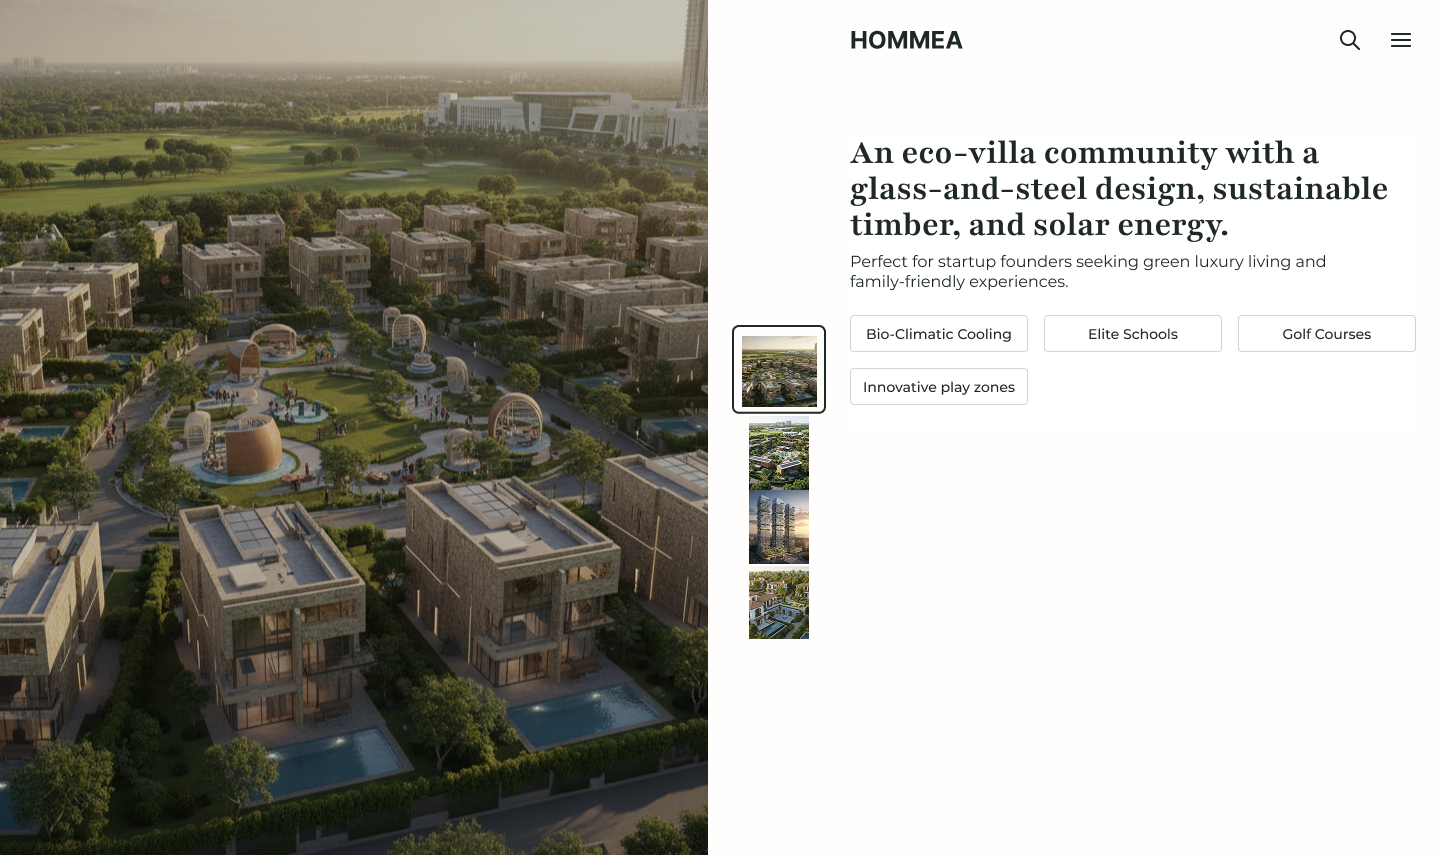 HOMMEA
An eco-villa community with a
glass-and-steel design, sustainable
timber, and solar energy.
Perfect for startup founders seeking green luxury living and
family-friendly experiences.
Bio-Climatic Cooling
Elite Schools
Golf Courses
Innovative play zones